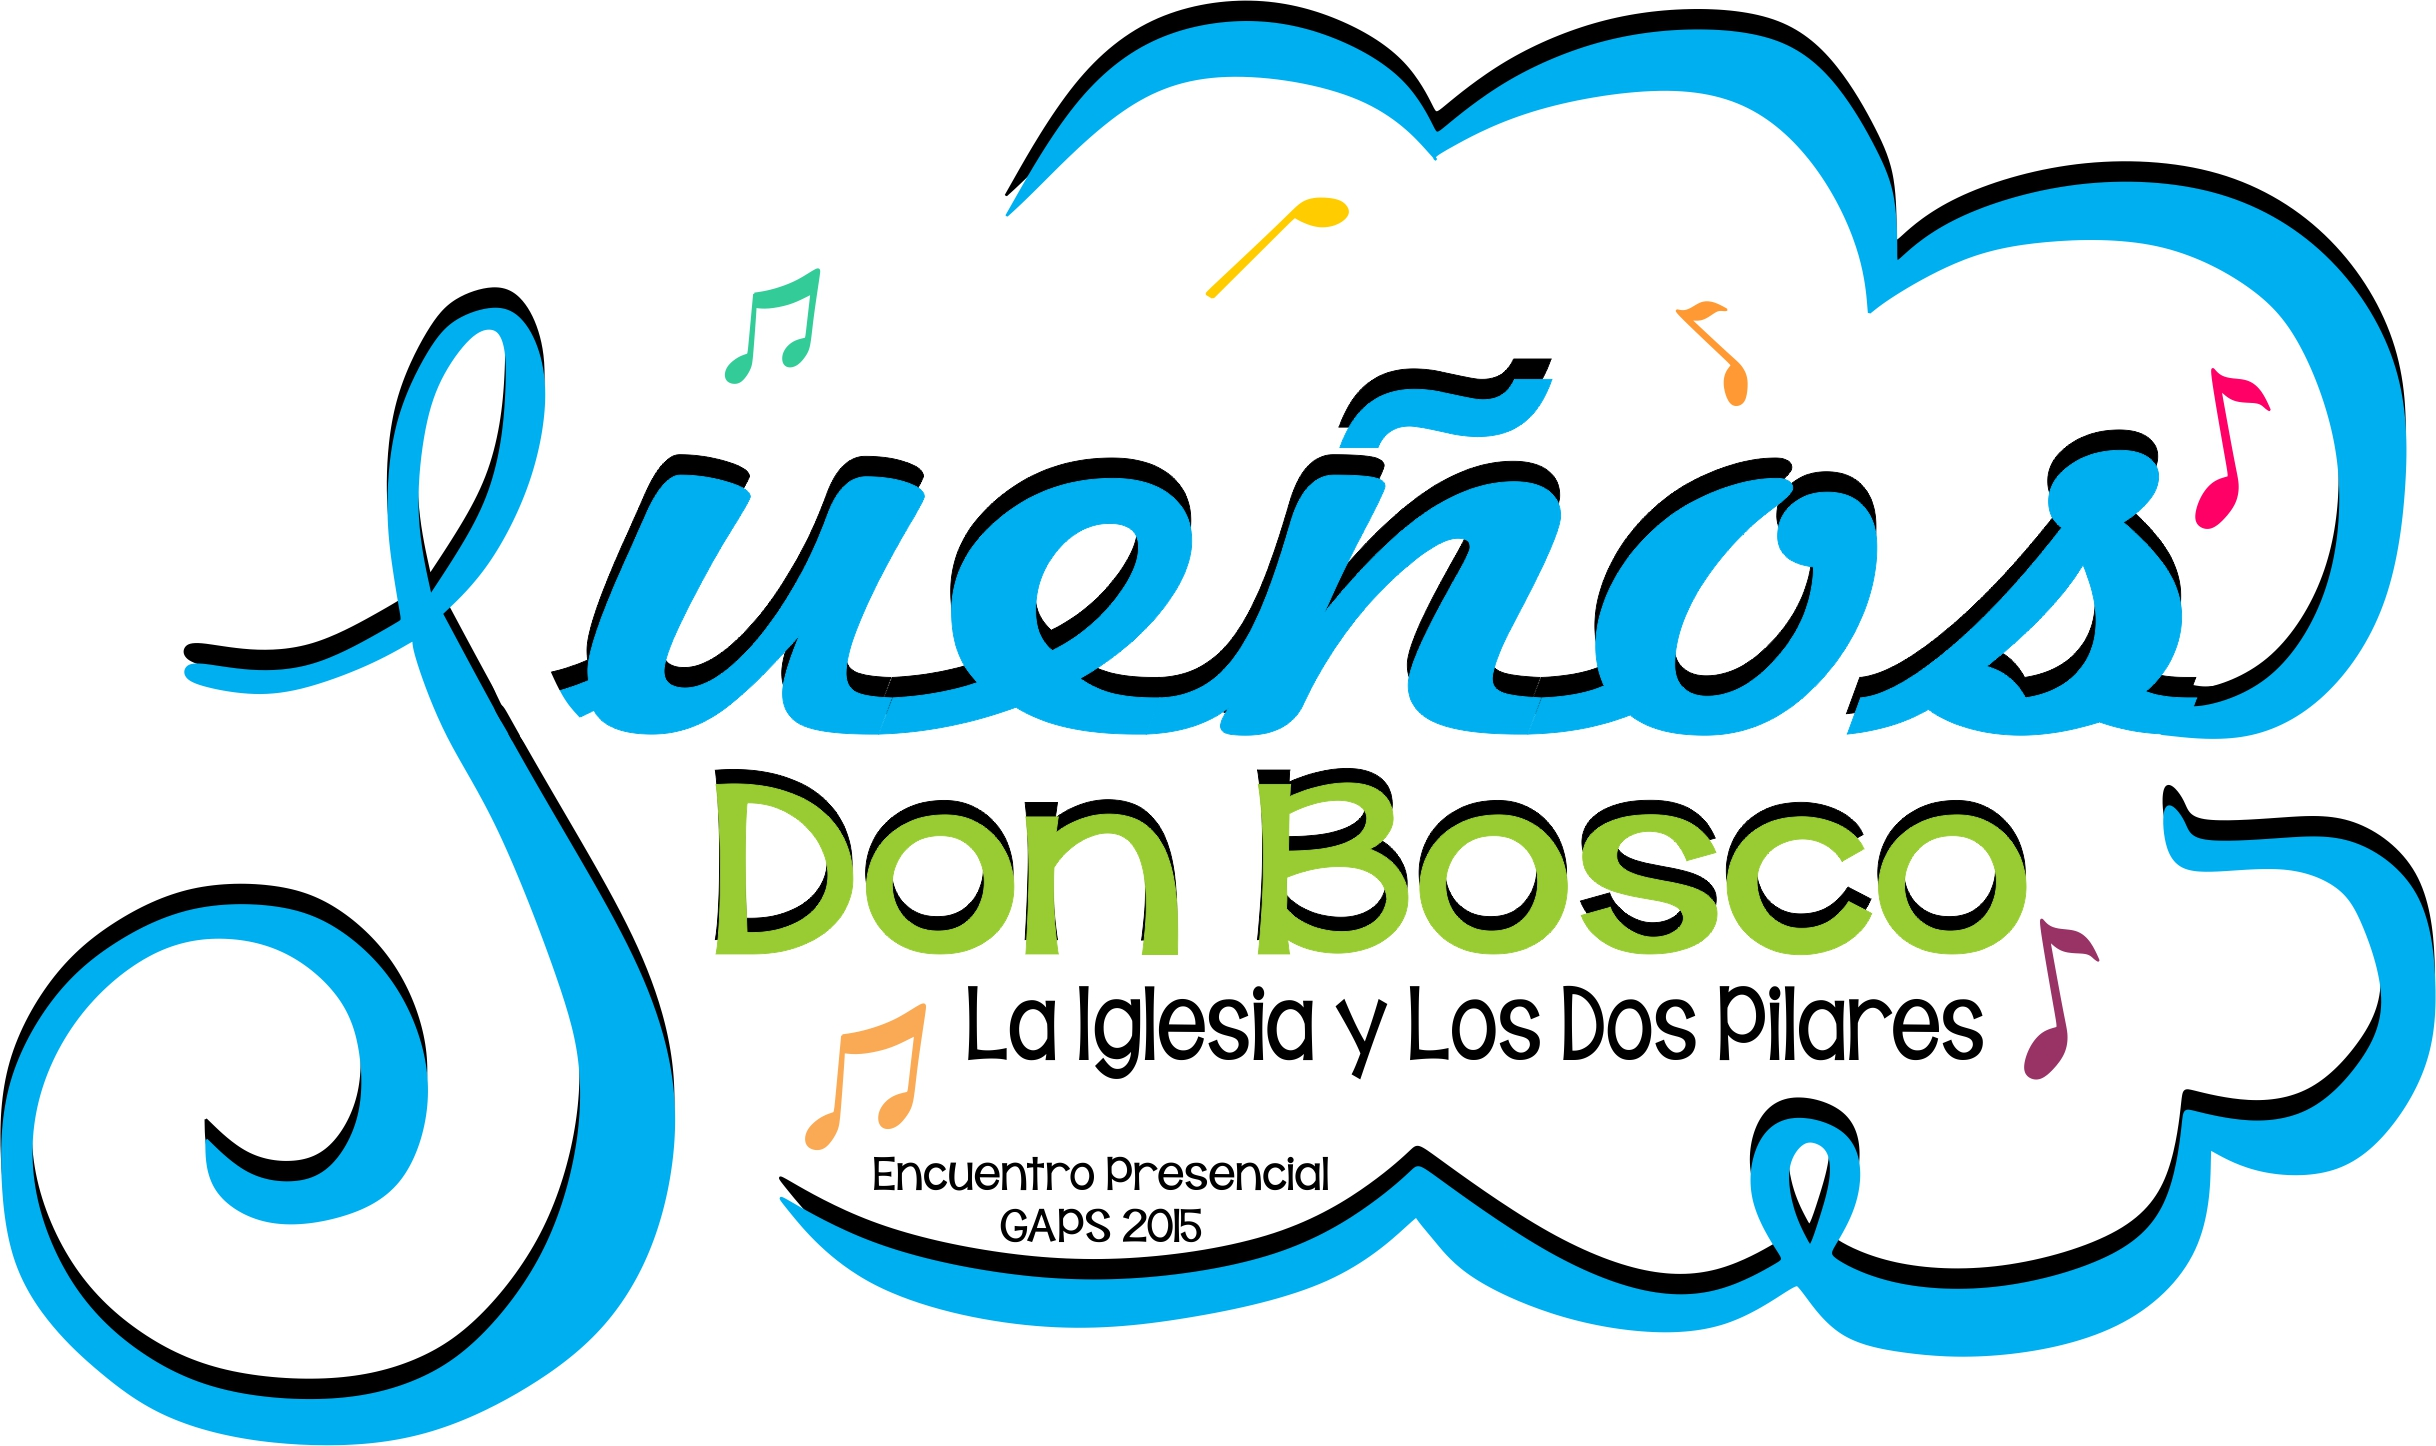 Sueños
Don Bosco
La Iglesia y Los Dos Pilares
Encuentro Presencial
GAPS 2015